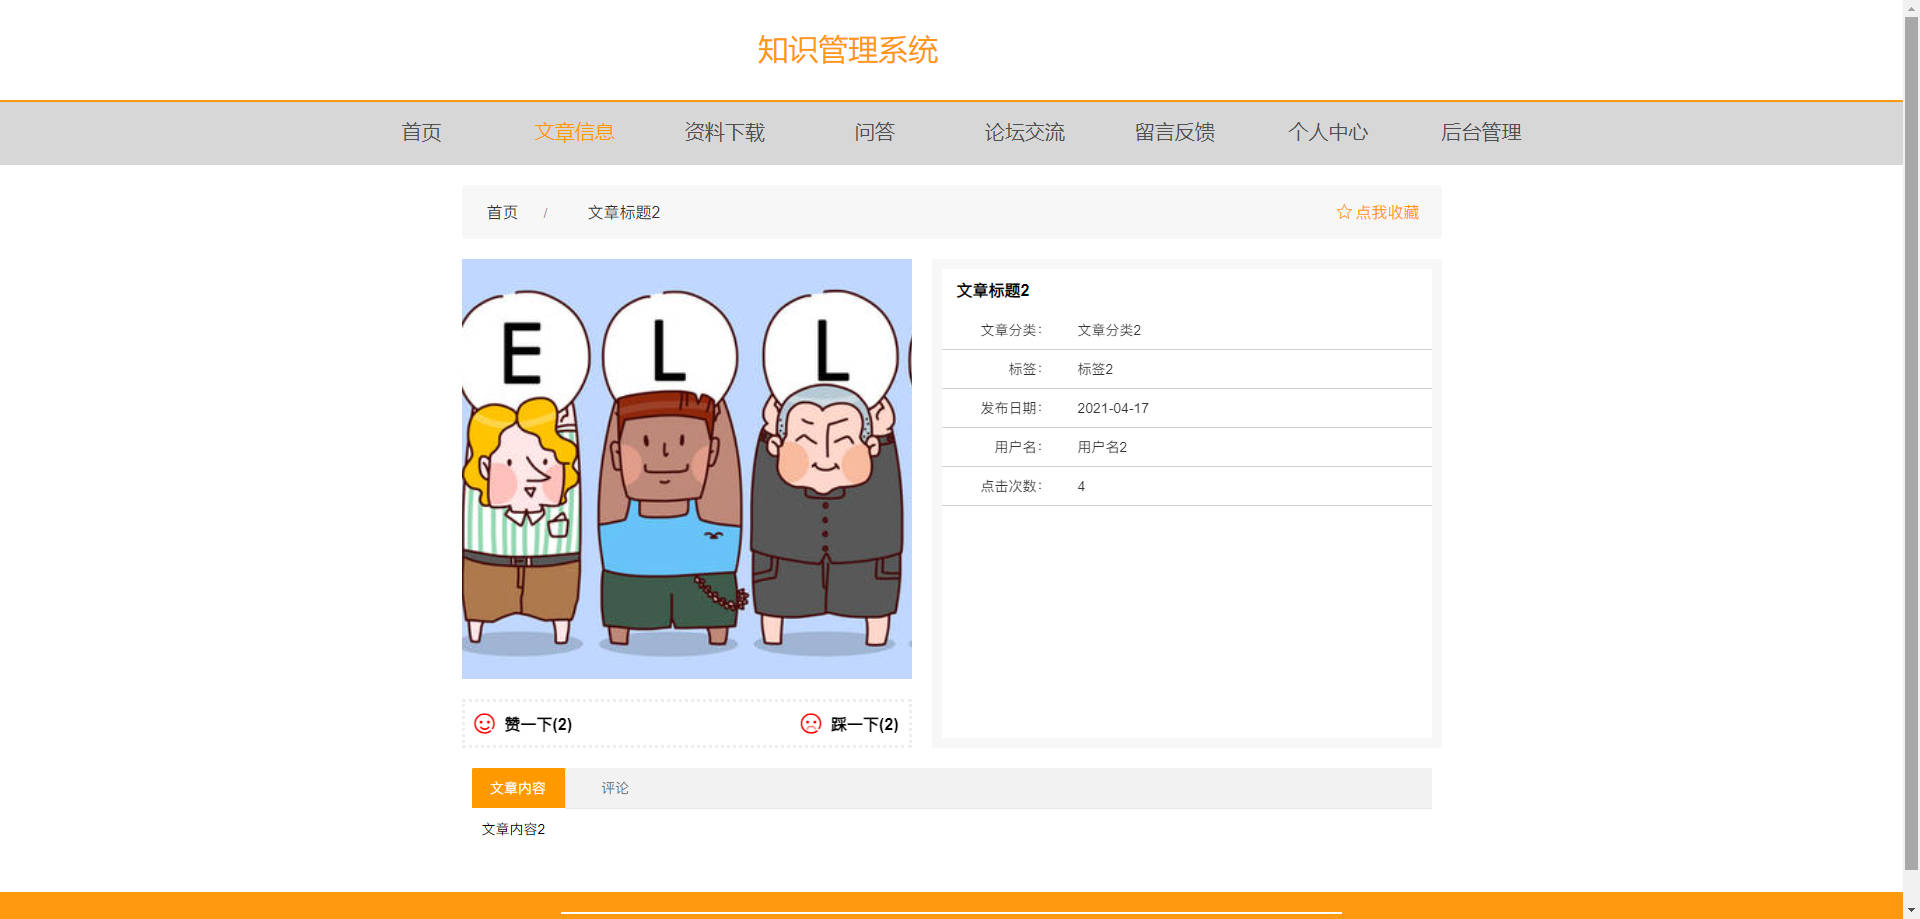 知识管理系统
首页 文章信息 资料下载 问答 论坛交流 留言反馈 个人中心 后台管理
首页 / 文章标题2 点我收藏
E L L
文章标题2
文章分类： 文章分类2
标签： 标签2
发布日期： 2021-04-17
用户名： 用户名2
点击次数： 4
赞一下(2) 踩一下(2)
文章内容 评论
文章内容2